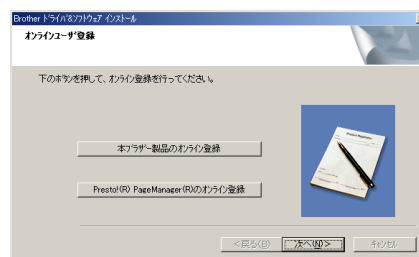 Brother ドライバ&ソフトウェア インストール
オンラインユーザ登録
下のボタンを押して、オンライン登録を行ってください。
本ブラザー製品のオンライン登録
Presto!(R) PageManager(R)のオンライン登録
<戻る(B)
次へ(N)>
キャンセル